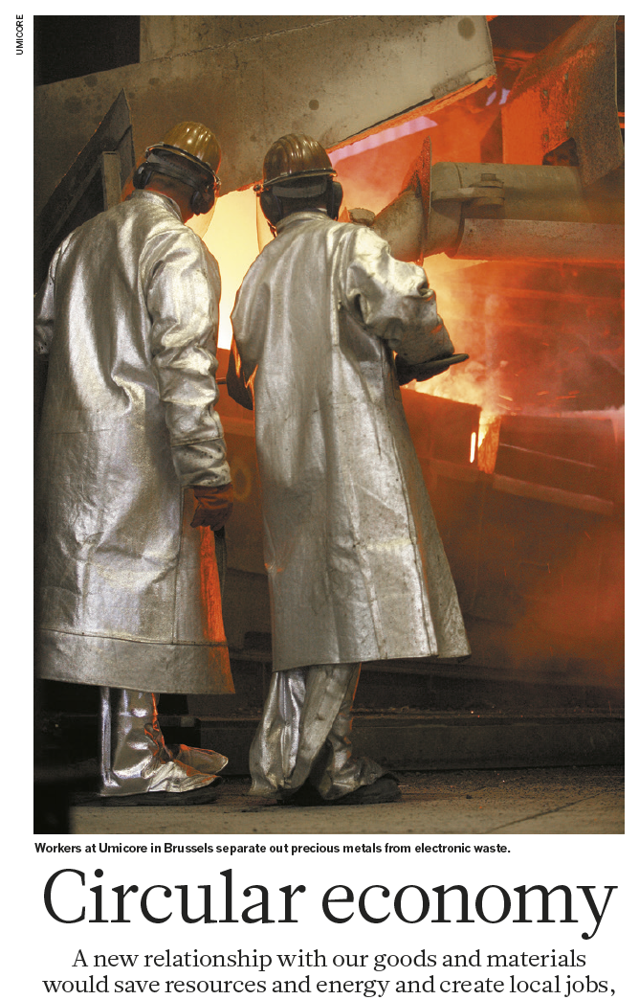 UMICORE
Workers at Umicore in Brussels separate out precious metals from electronic waste.
Circular economy
A new relationship with our goods and materials
would save resources and energy and create local jobs,